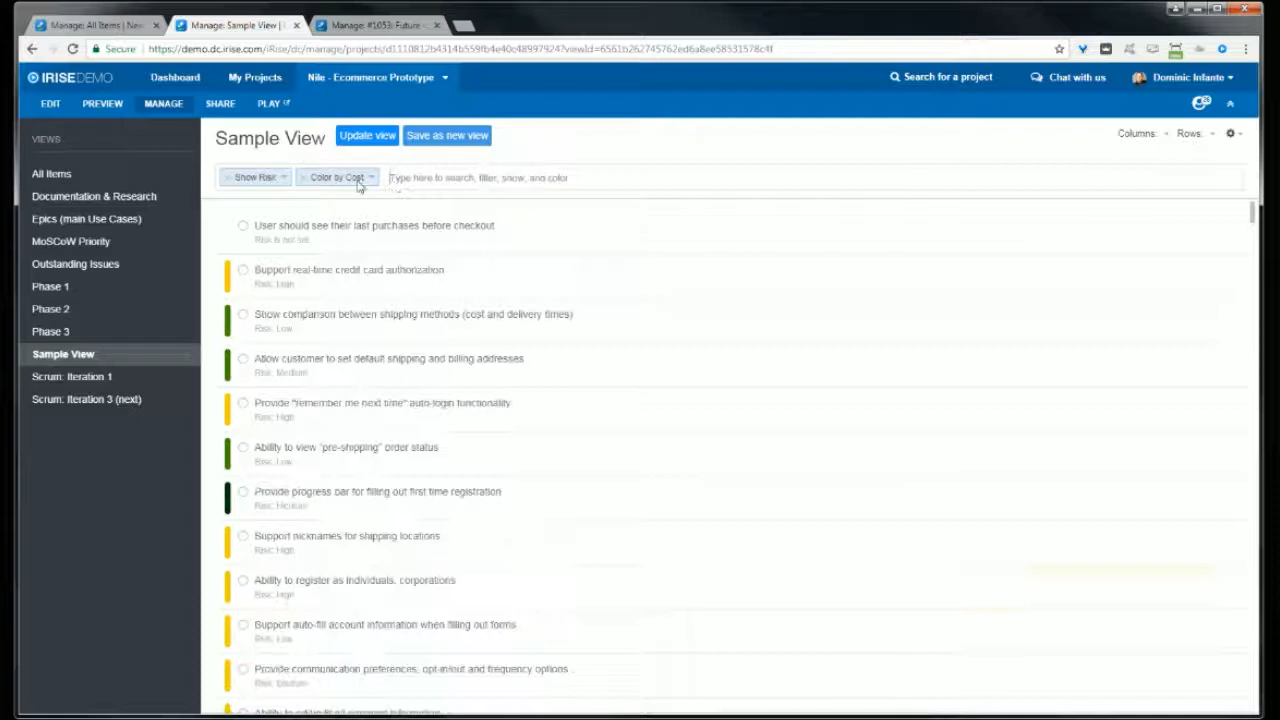 Manage: All Items | New
Manage: Sample View |
Manage: #1053: Future
Secure
https://demo.dc.irise.com/iRise/dc/manage/projects/d1110812b4314b559fb4e40c4899792
IRISEDEMO
Dashboard
My Projects
Nile - Ecommerce Prototype
Search for a project
Chat with us
Dominic Infante
EDIT
PREVIEW
MANAGE
SHARE
PLAY
VIEWS
Sample View
Update view
Save as new view
Columns:
Rows:
Show Risk
Color by Cost
Type here to search, filter, show, and color
All Items
Documentation & Research
Epics (main Use Cases)
MoSCoW Priority
Outstanding Issues
Phase 1
Phase 2
Phase 3
Sample View
Scrum: Iteration 1
Scrum: Iteration 3 (next)
User should see their last purchases before checkout
Risk is not set
Support real-time credit card authorization
Risk:
Show comparison between shipping methods (cost and delivery times)
Risk: Low
Allow customer to set default shipping and billing addresses
Risk: Medium
Provide "remember me next time" auto-login functionality
Risk: High
Ability to view "pre-shipping" order status
Risk: Low
Provide progress bar for filling out first time registration
Risk: Medium
Support nicknames for shipping locations
Risk: High
Ability to register as individuals, corporations
Risk: High
Support auto-fill account information when filling out forms
Risk: Low
Provide communication preferences, opt-in/out and frequency options
Risk: Medium
Ability to